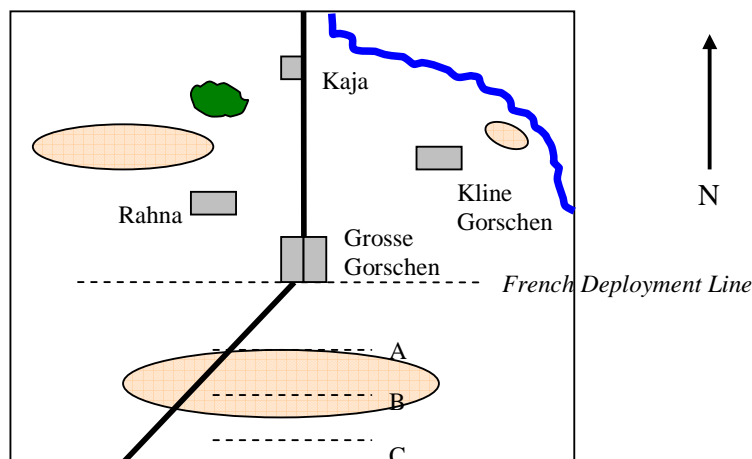 Kaja
N
Kline
Gorschen
Rahna
Grosse
Gorschen
French Deployment Line
A
B
C